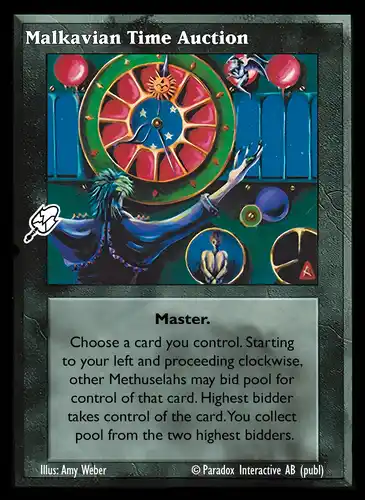 Malkavian Time Auction
Master.
Choose a card you control. Starting
to your left and proceeding clockwise,
other Methuselahs may bid pool for
control of that card. Highest bidder
takes control of the card. You collect
pool from the two highest bidders.
Illus: Amy Weber
© Paradox Interactive AB (publ)